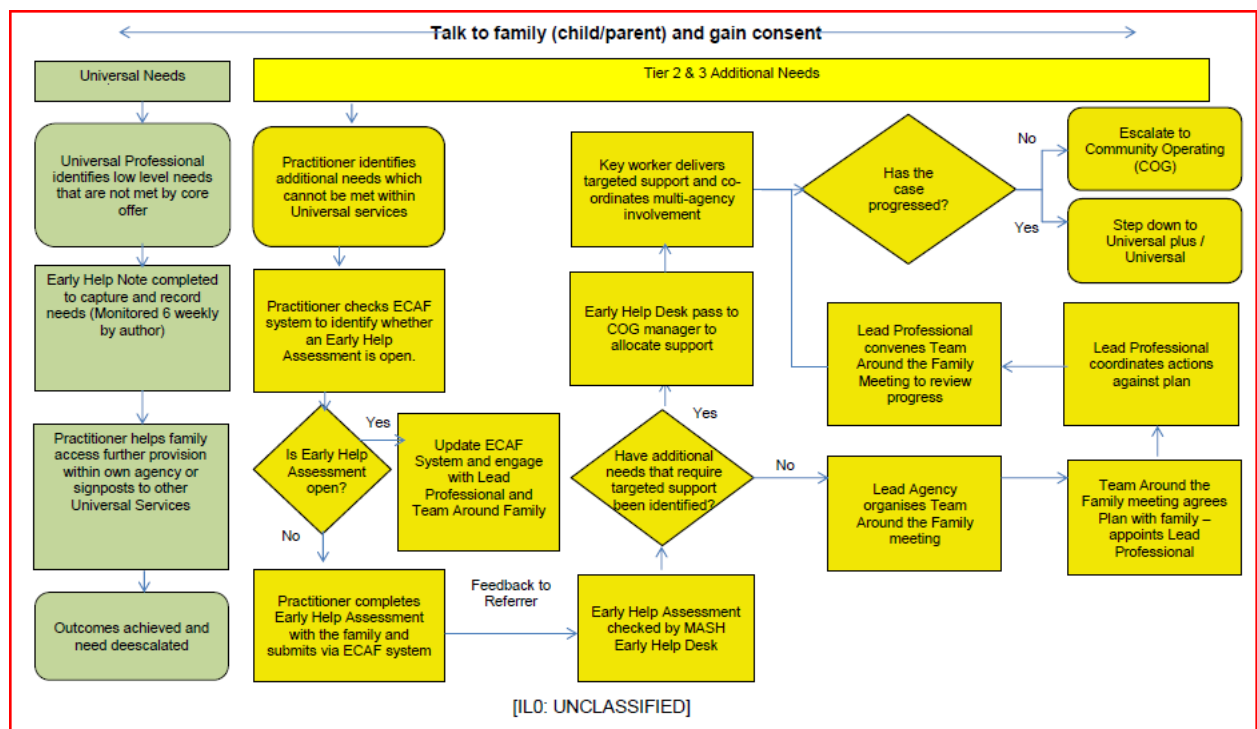 Talk to family (child/parent) and gain consent
Universal Needs
Tier 2 & 3 Additional Needs
Universal Professional
identifies low level needs
that are not met by core
offer
Early Help Note completed
to capture and record
needs (Monitored 6 weekly
by author)
Practitioner helps family
access further provision
within own agency or
signposts to other
Universal Services
Outcomes achieved and
need deescalated
Practitioner identifies
additional needs which
cannot be met within
Universal services
Practitioner checks ECAF
system to identify whether
an Early Help
Assessment is open.
Is Early Help
Assessment
open?
Yes
Update ECAF
System and engage
with Lead
Professional and
Team Around Family
No
Practitioner completes
Early Help Assessment
with the family and
submits via ECAF system
Feedback to
Referrer
Early Help Assessment
checked by MASH
Early Help Desk
Have additional
needs that require
targeted support
been identified?
Yes
Early Help Desk pass to
COG manager to
allocate support
Key worker delivers
targeted support and co-
ordinates multi-agency
involvement
No
Lead Agency
organises Team
Around the Family
meeting
Team Around the
Family meeting agrees
Plan with family –
appoints Lead
Professional
Lead Professional
coordinates actions
against plan
Lead Professional
convenes Team
Around the Family
Meeting to review
progress
Has the
case
progressed?
No
Escalate to
Community Operating
(COG)
Yes
Step down to
Universal plus /
Universal
[IL0: UNCLASSIFIED]